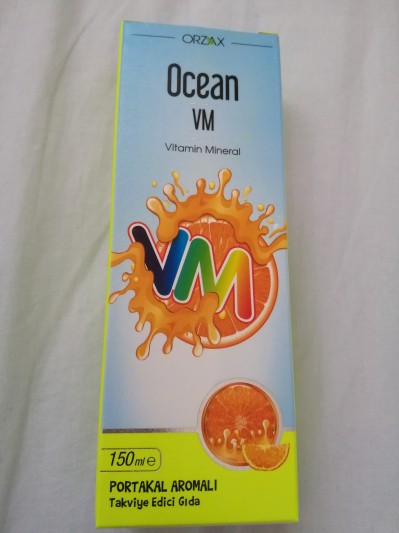 ORZAX
Ocean
VM
Vitamin Mineral
VM
150 ml ℮
PORTAKAL AROMALI
Takviye Edici Gıda